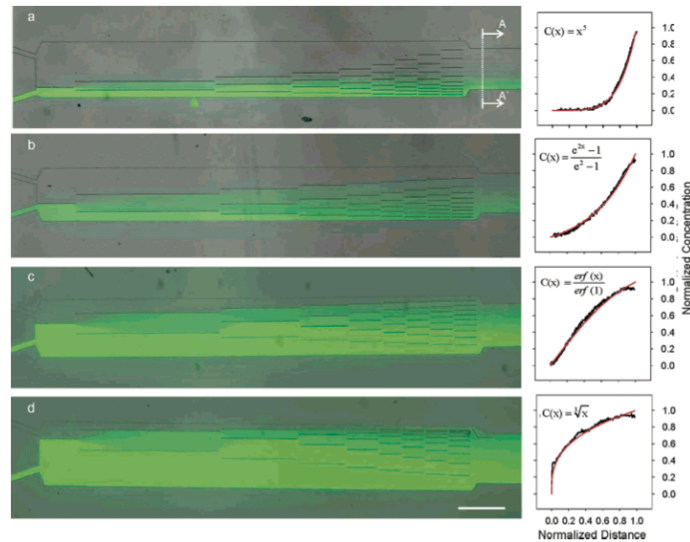 a
A
A'
C(x) = x⁵
1.0
0.8
0.6
0.4
0.2
0.0
b
C(x) = (e^{2x} − 1)/(e² − 1)
1.0
0.8
0.6
0.4
0.2
0.0
c
C(x) = erf (x)/erf (1)
1.0
0.8
0.6
0.4
0.2
0.0
d
C(x) = ∛x
1.0
0.8
0.6
0.4
0.2
0.0
0.0 0.2 0.4 0.6 0.8 1.0
Normalized Distance
Normalized Concentration